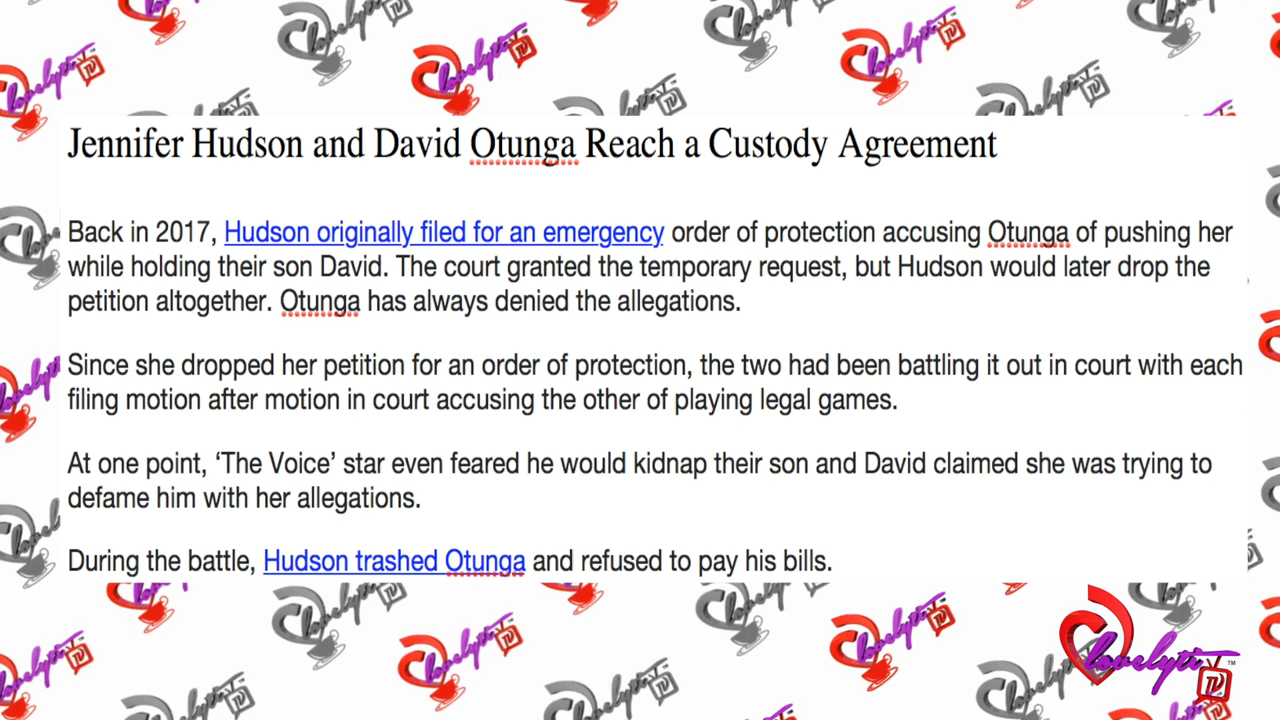 Jennifer Hudson and David Otunga Reach a Custody Agreement
Back in 2017, Hudson originally filed for an emergency order of protection accusing Otunga of pushing her
while holding their son David. The court granted the temporary request, but Hudson would later drop the
petition altogether. Otunga has always denied the allegations.
Since she dropped her petition for an order of protection, the two had been battling it out in court with each
filing motion after motion in court accusing the other of playing legal games.
At one point, ‘The Voice’ star even feared he would kidnap their son and David claimed she was trying to
defame him with her allegations.
During the battle, Hudson trashed Otunga and refused to pay his bills.
lovelyti TV ™